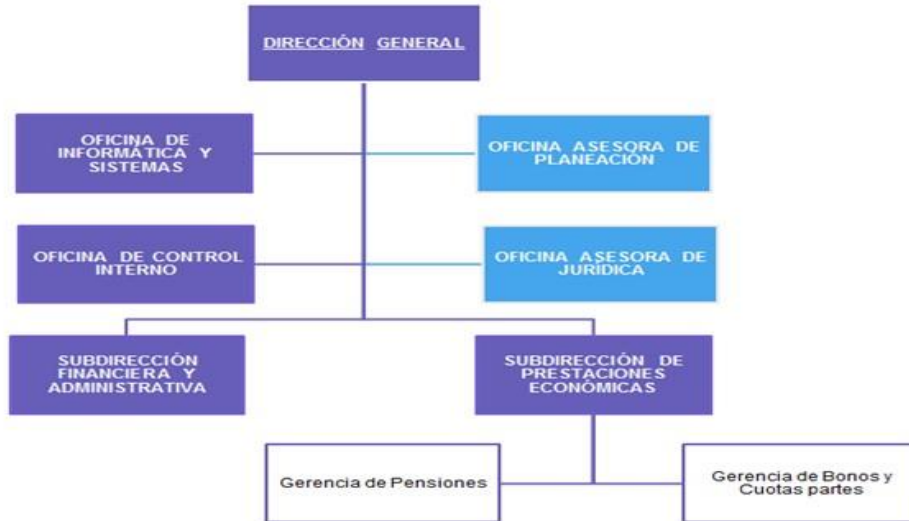 DIRECCIÓN GENERAL
OFICINA DE
INFORMÁTICA Y
SISTEMAS
OFICINA ASESORA DE
PLANEACIÓN
OFICINA DE CONTROL
INTERNO
OFICINA ASESORA DE
JURÍDICA
SUBDIRECCIÓN
FINANCIERA Y
ADMINISTRATIVA
SUBDIRECCIÓN DE
PRESTACIONES
ECONÓMICAS
Gerencia de Pensiones
Gerencia de Bonos y
Cuotas partes